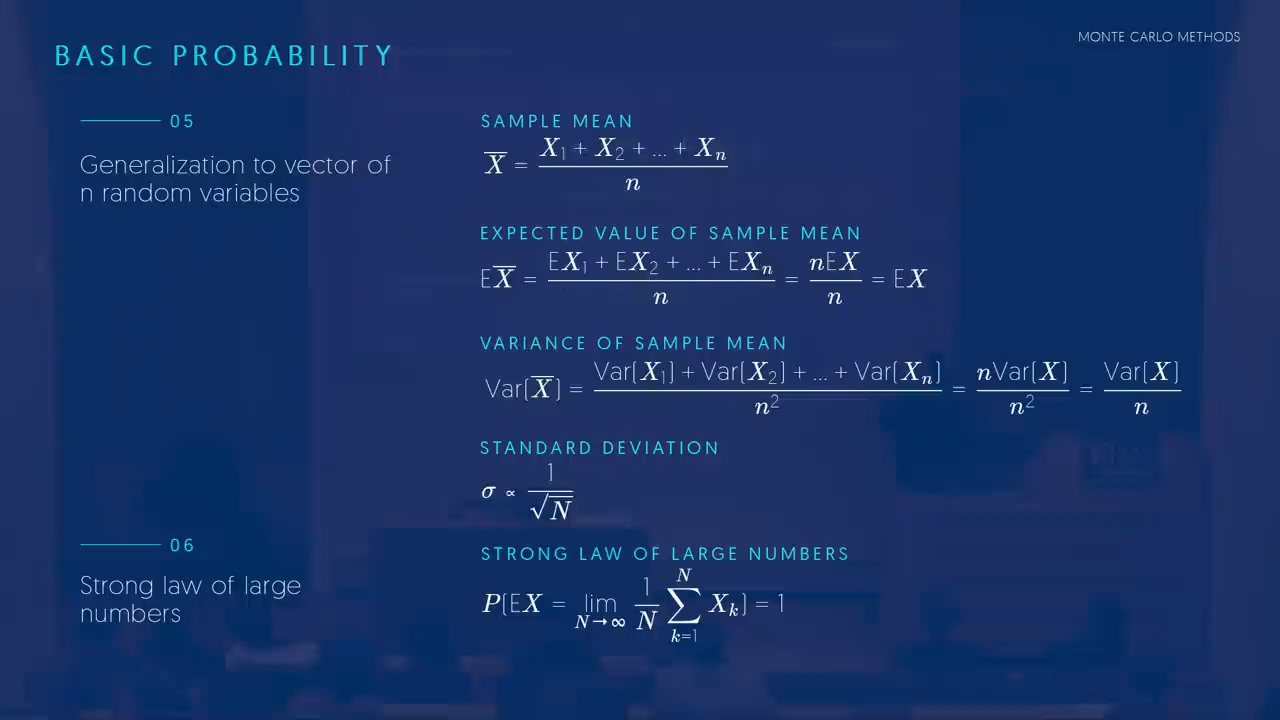 BASIC PROBABILITY
MONTE CARLO METHODS
05
Generalization to vector of
n random variables
SAMPLE MEAN
X̅ = (X₁ + X₂ + ... + Xₙ) / n
EXPECTED VALUE OF SAMPLE MEAN
EX̅ = (EX₁ + EX₂ + ... + EXₙ) / n = nEX / n = EX
VARIANCE OF SAMPLE MEAN
Var(X̅) = (Var(X₁) + Var(X₂) + ... + Var(Xₙ)) / n² = nVar(X) / n² = Var(X) / n
STANDARD DEVIATION
σ ∝ 1 / √N
06
Strong law of large
numbers
STRONG LAW OF LARGE NUMBERS
P(EX = lim N→∞ 1/N ∑ k=1 N Xₖ) = 1